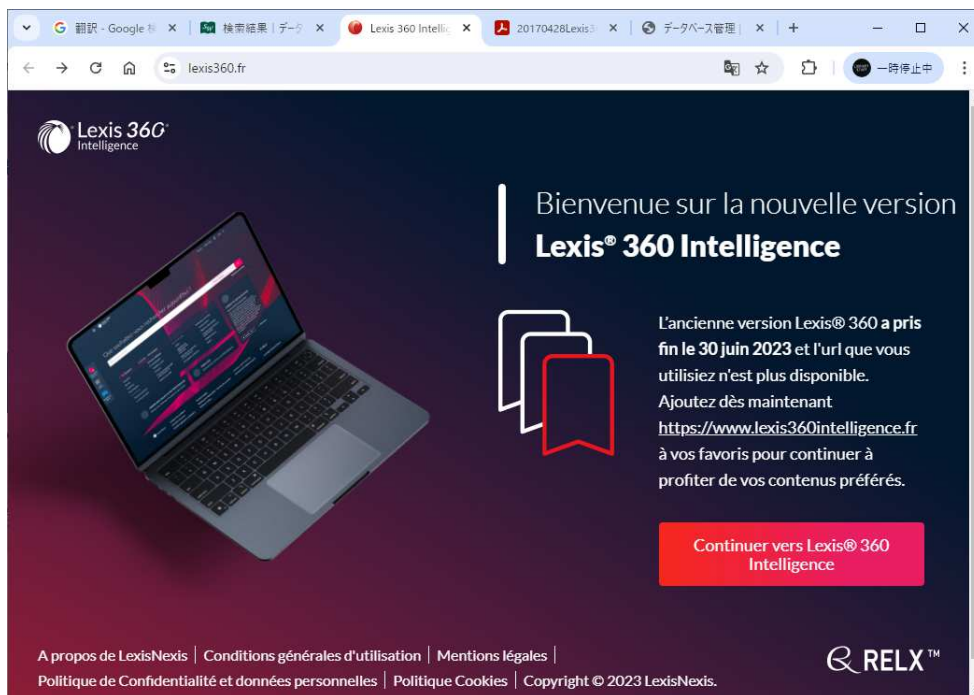 翻訳 - Google 検
検索結果 | データ
Lexis 360 Intellig
20170428Lexis3
データベース管理 |
lexis360.fr
一時停止中
Lexis 360®
Intelligence
Bienvenue sur la nouvelle version
Lexis® 360 Intelligence
L'ancienne version Lexis® 360 a pris
fin le 30 juin 2023 et l'url que vous
utilisiez n'est plus disponible.
Ajoutez dès maintenant
https://www.lexis360intelligence.fr
à vos favoris pour continuer à
profiter de vos contenus préférés.
Continuer vers Lexis® 360
Intelligence
A propos de LexisNexis | Conditions générales d'utilisation | Mentions légales |
Politique de Confidentialité et données personnelles | Politique Cookies | Copyright © 2023 LexisNexis.
RELX™